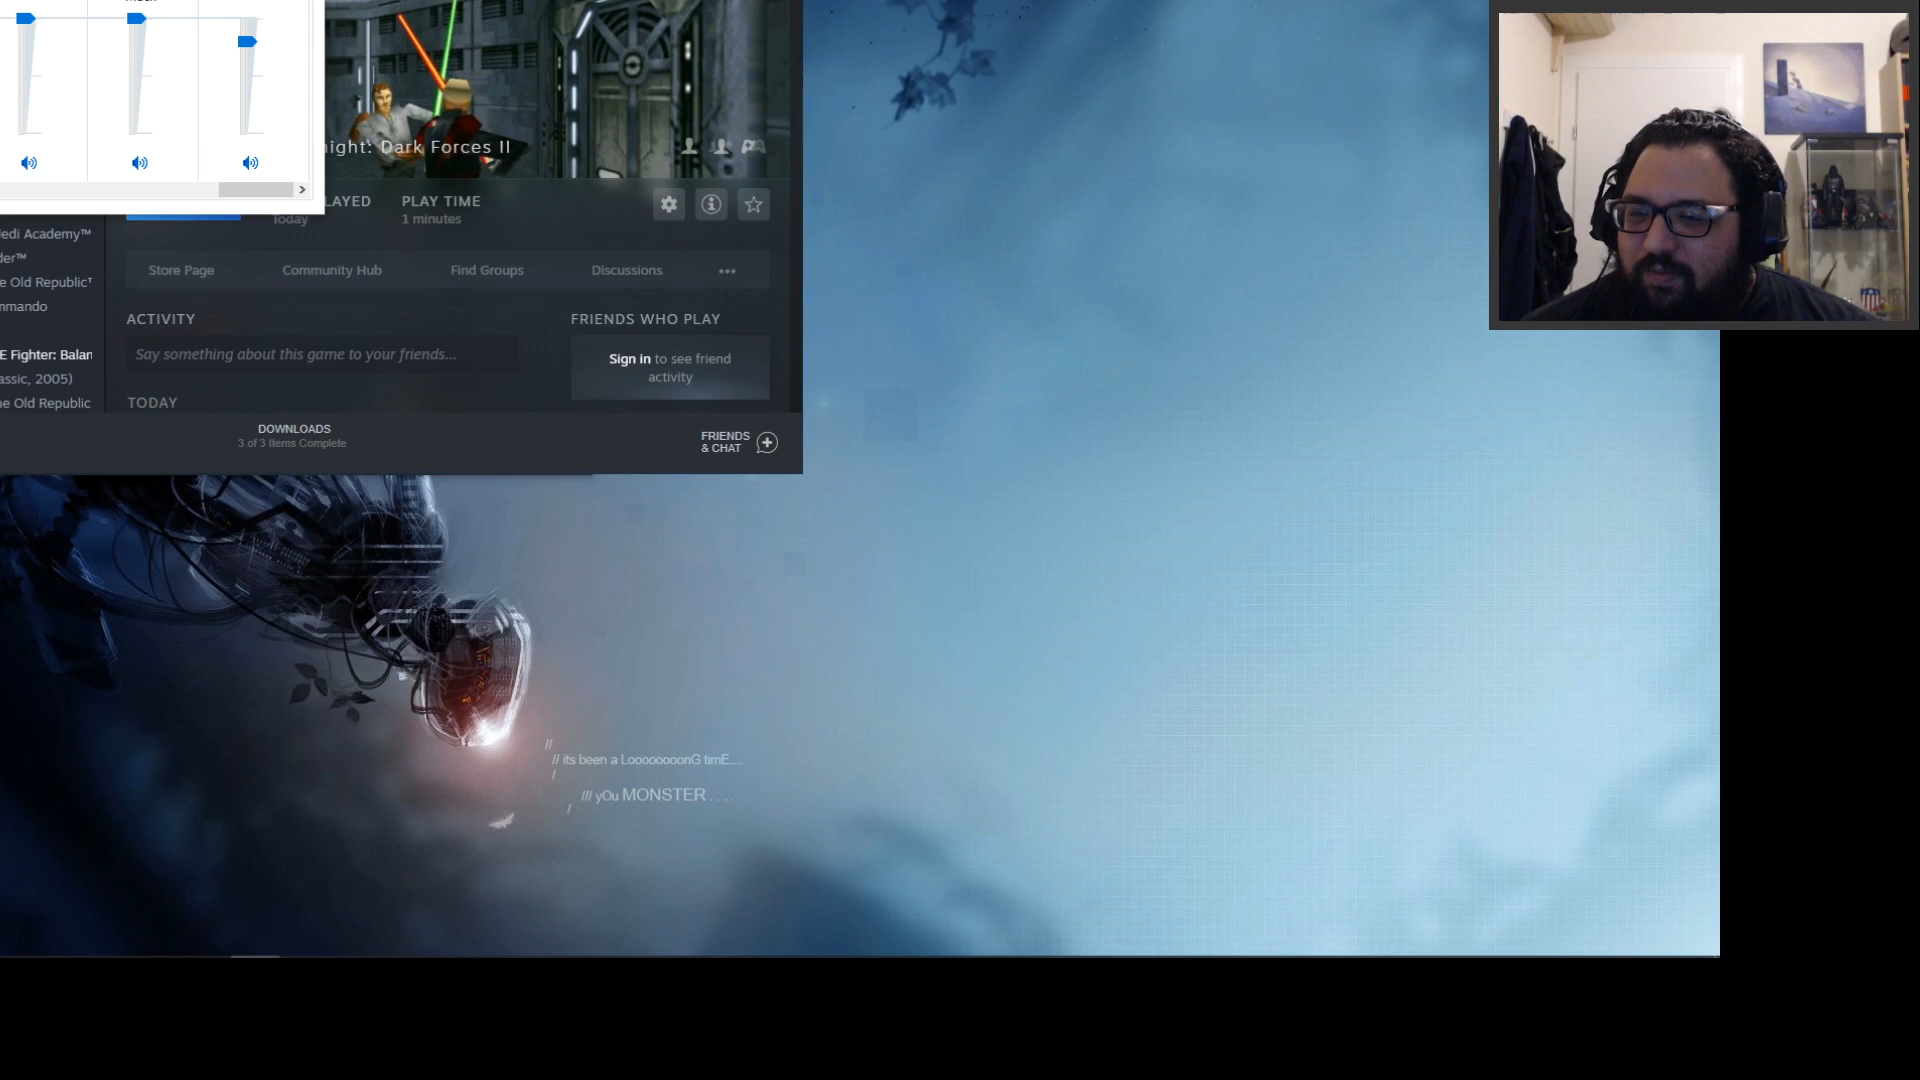 night: Dark Forces II
LAYED
Today
PLAY TIME
1 minutes
Store Page
Community Hub
Find Groups
Discussions
ACTIVITY
Say something about this game to your friends...
TODAY
FRIENDS WHO PLAY
Sign in to see friend
activity
edi Academy™
der™
e Old Republic™
mmando
E Fighter: Balan
assic, 2005)
he Old Republic
DOWNLOADS
3 of 3 Items Complete
FRIENDS
& CHAT
//
// its been a LoooooooonG timE....
/
/// yOu MONSTER . . . .
/